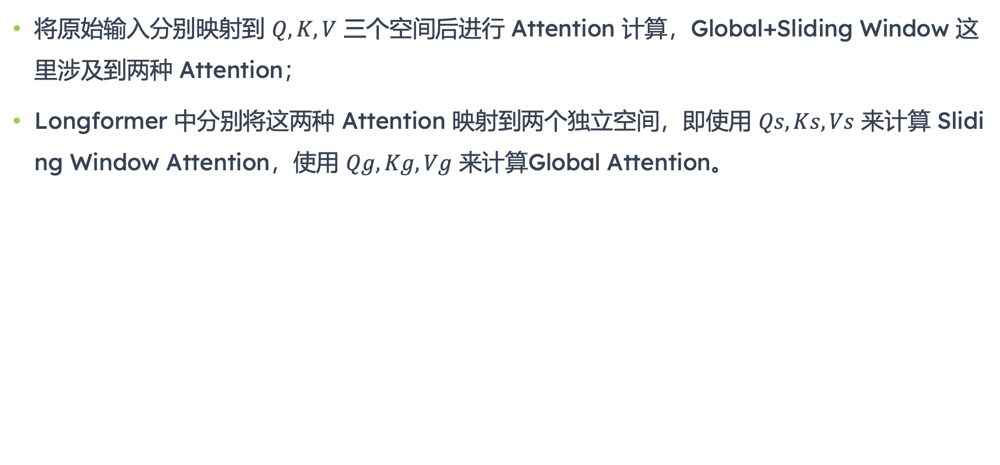 • 将原始输入分别映射到 Q,K,V 三个空间后进行 Attention 计算，Global+Sliding Window 这
里涉及到两种 Attention；
• Longformer 中分别将这两种 Attention 映射到两个独立空间，即使用 Qs,Ks,Vs 来计算 Slidi
ng Window Attention，使用 Qg,Kg,Vg 来计算Global Attention。